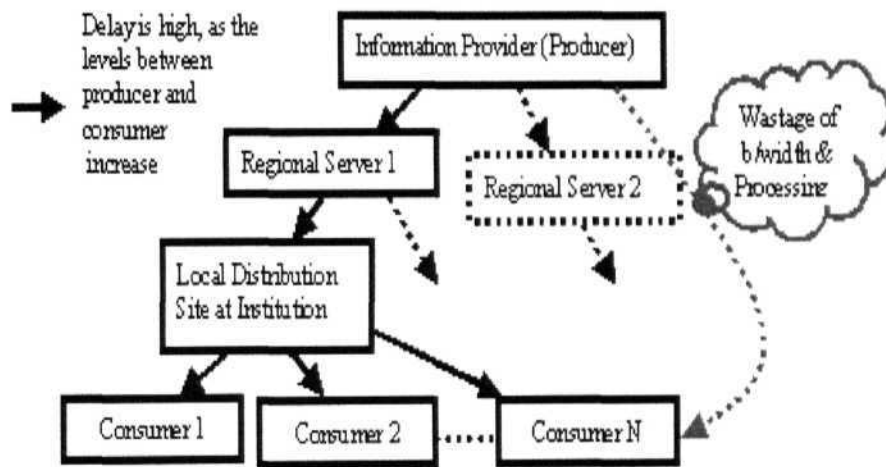 Delay is high, as the
levels between
producer and
consumer
increase
Information Provider (Producer)
Wastage of
b/width &
Processing
Regional Server 1
Regional Server 2
Local Distribution
Site at Institution
Consumer 1
Consumer 2
Consumer N